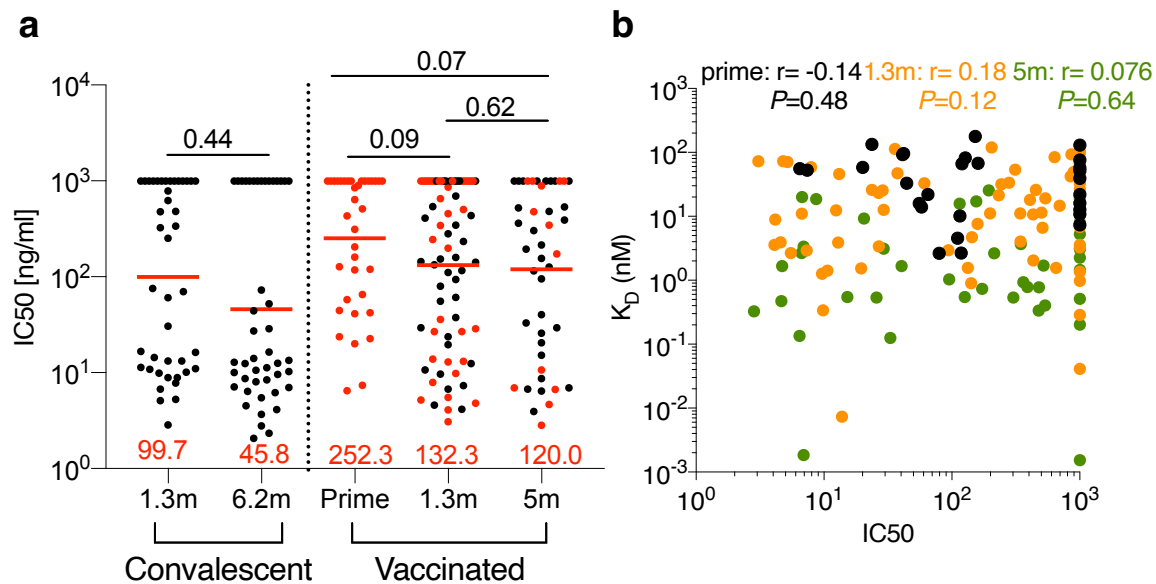 a
IC50 [ng/ml]
10⁴
10³
10²
10¹
10⁰
0.44
0.07
0.62
0.09
99.7
45.8
252.3
132.3
120.0
1.3m
6.2m
Prime
1.3m
5m
Convalescent
Vaccinated
b
prime: r= -0.14 1.3m: r= 0.18 5m: r= 0.076
P=0.48 P=0.12 P=0.64
K_D (nM)
10³
10²
10¹
10⁰
10⁻¹
10⁻²
10⁻³
10⁰
10¹
10²
10³
IC50